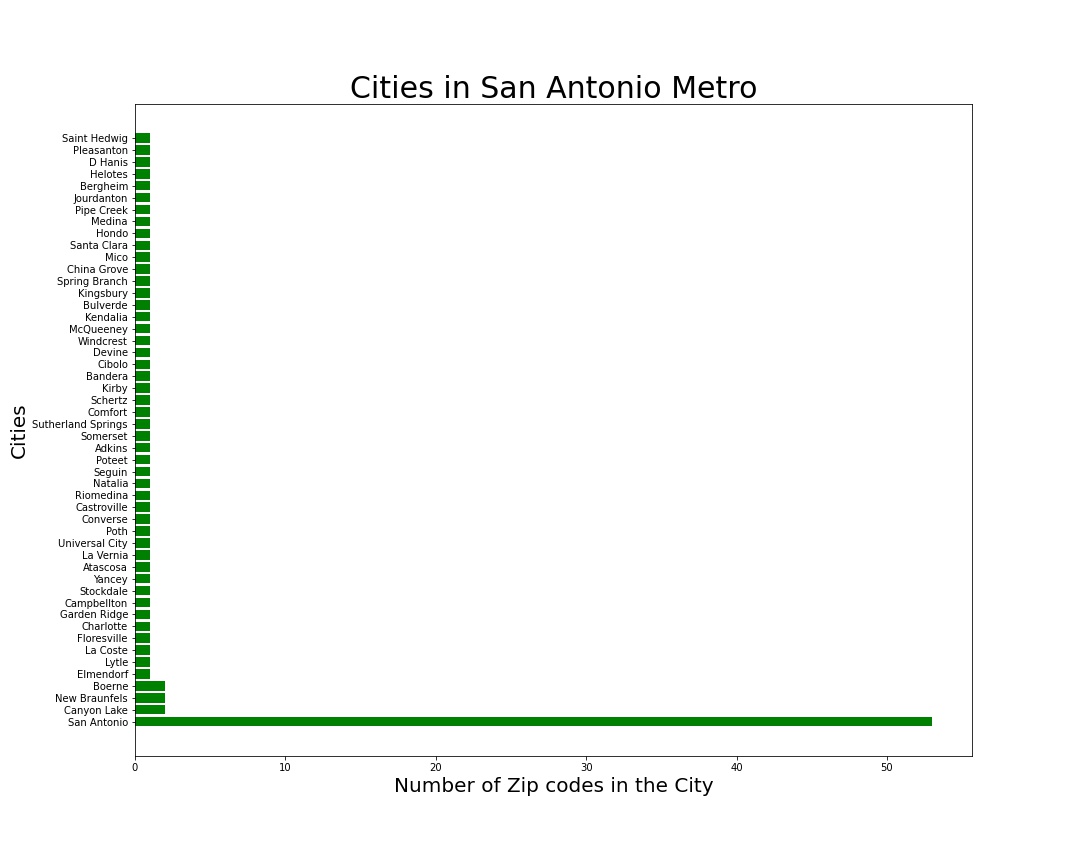 Cities in San Antonio Metro
Saint Hedwig
Pleasanton
D Hanis
Helotes
Bergheim
Jourdanton
Pipe Creek
Medina
Hondo
Santa Clara
Mico
China Grove
Spring Branch
Kingsbury
Bulverde
Kendalia
McQueeney
Windcrest
Devine
Cibolo
Bandera
Kirby
Schertz
Comfort
Sutherland Springs
Somerset
Adkins
Poteet
Seguin
Natalia
Riomedina
Castroville
Converse
Poth
Universal City
La Vernia
Atascosa
Yancey
Stockdale
Campbellton
Garden Ridge
Charlotte
Floresville
La Coste
Lytle
Elmendorf
Boerne
New Braunfels
Canyon Lake
San Antonio
Cities
0 10 20 30 40 50
Number of Zip codes in the City